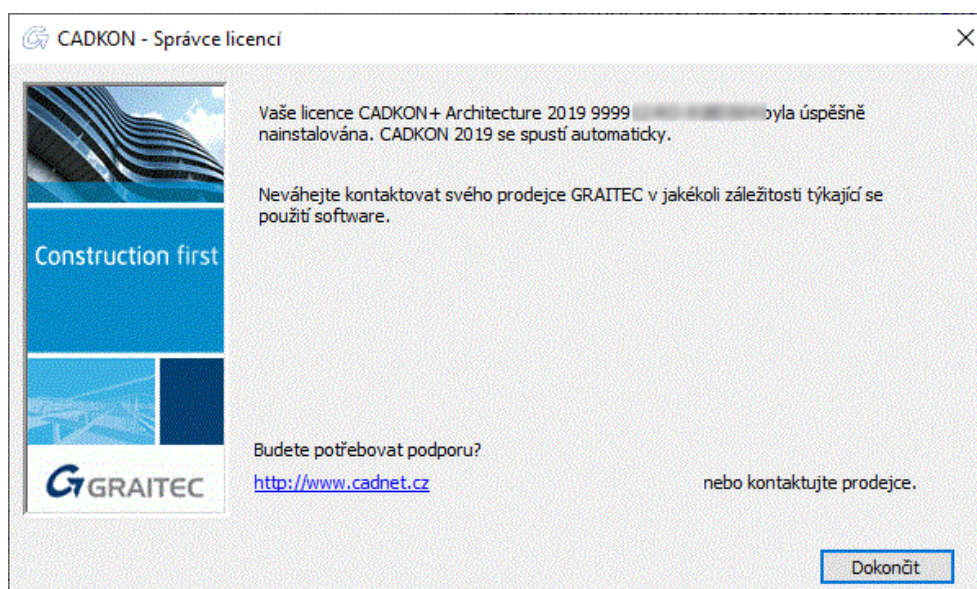 CADKON - Správce licencí
Vaše licence CADKON+ Architecture 2019 9999 byla úspěšně
nainstalována. CADKON 2019 se spustí automaticky.
Neváhejte kontaktovat svého prodejce GRAITEC v jakékoli záležitosti týkající se
použití software.
Construction first
GRAITEC
Budete potřebovat podporu?
http://www.cadnet.cz nebo kontaktujte prodejce.
Dokončit